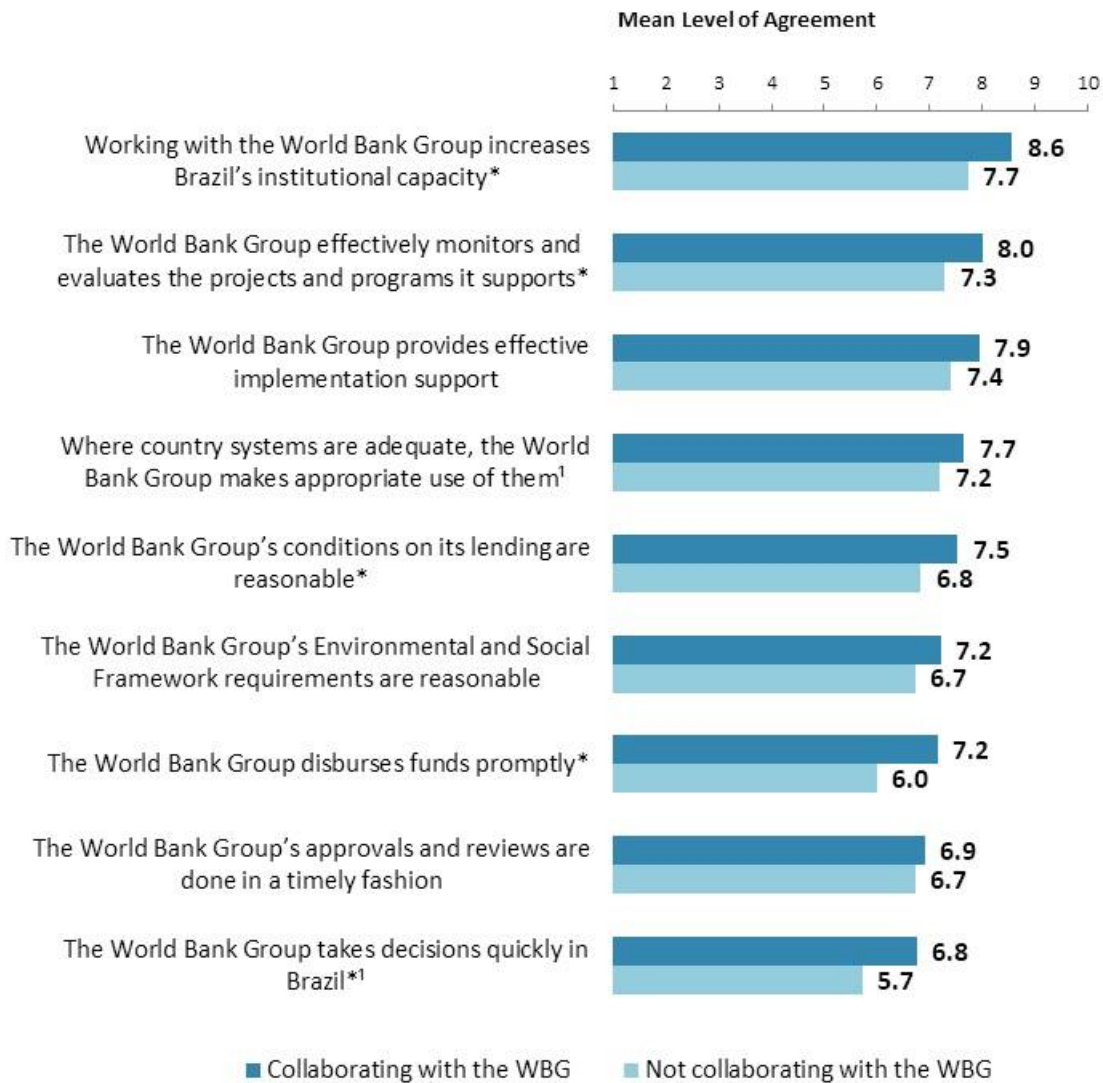 Mean Level of Agreement
1 2 3 4 5 6 7 8 9 10
Working with the World Bank Group increases
Brazil’s institutional capacity*
8.6
7.7
The World Bank Group effectively monitors and
evaluates the projects and programs it supports*
8.0
7.3
The World Bank Group provides effective
implementation support
7.9
7.4
Where country systems are adequate, the World
Bank Group makes appropriate use of them¹
7.7
7.2
The World Bank Group’s conditions on its lending are
reasonable*
7.5
6.8
The World Bank Group’s Environmental and Social
Framework requirements are reasonable
7.2
6.7
The World Bank Group disburses funds promptly*
7.2
6.0
The World Bank Group’s approvals and reviews are
done in a timely fashion
6.9
6.7
The World Bank Group takes decisions quickly in
Brazil*¹
6.8
5.7
Collaborating with the WBG Not collaborating with the WBG